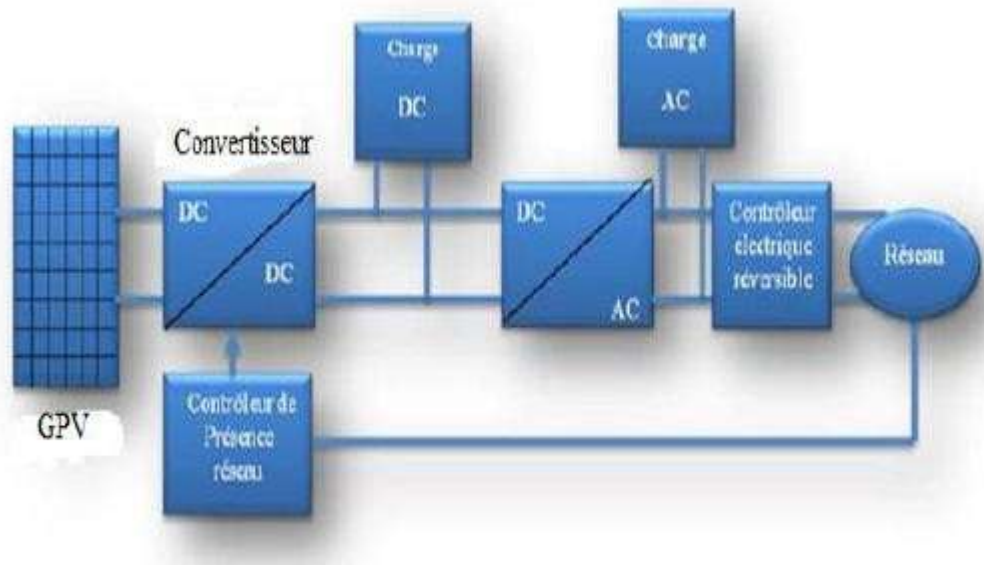 Charge
DC
charge
AC
Convertisseur
DC
DC
DC
AC
Contrôleur
électrique
réversible
Réseau
GPV
Contrôleur de
Présence
réseau